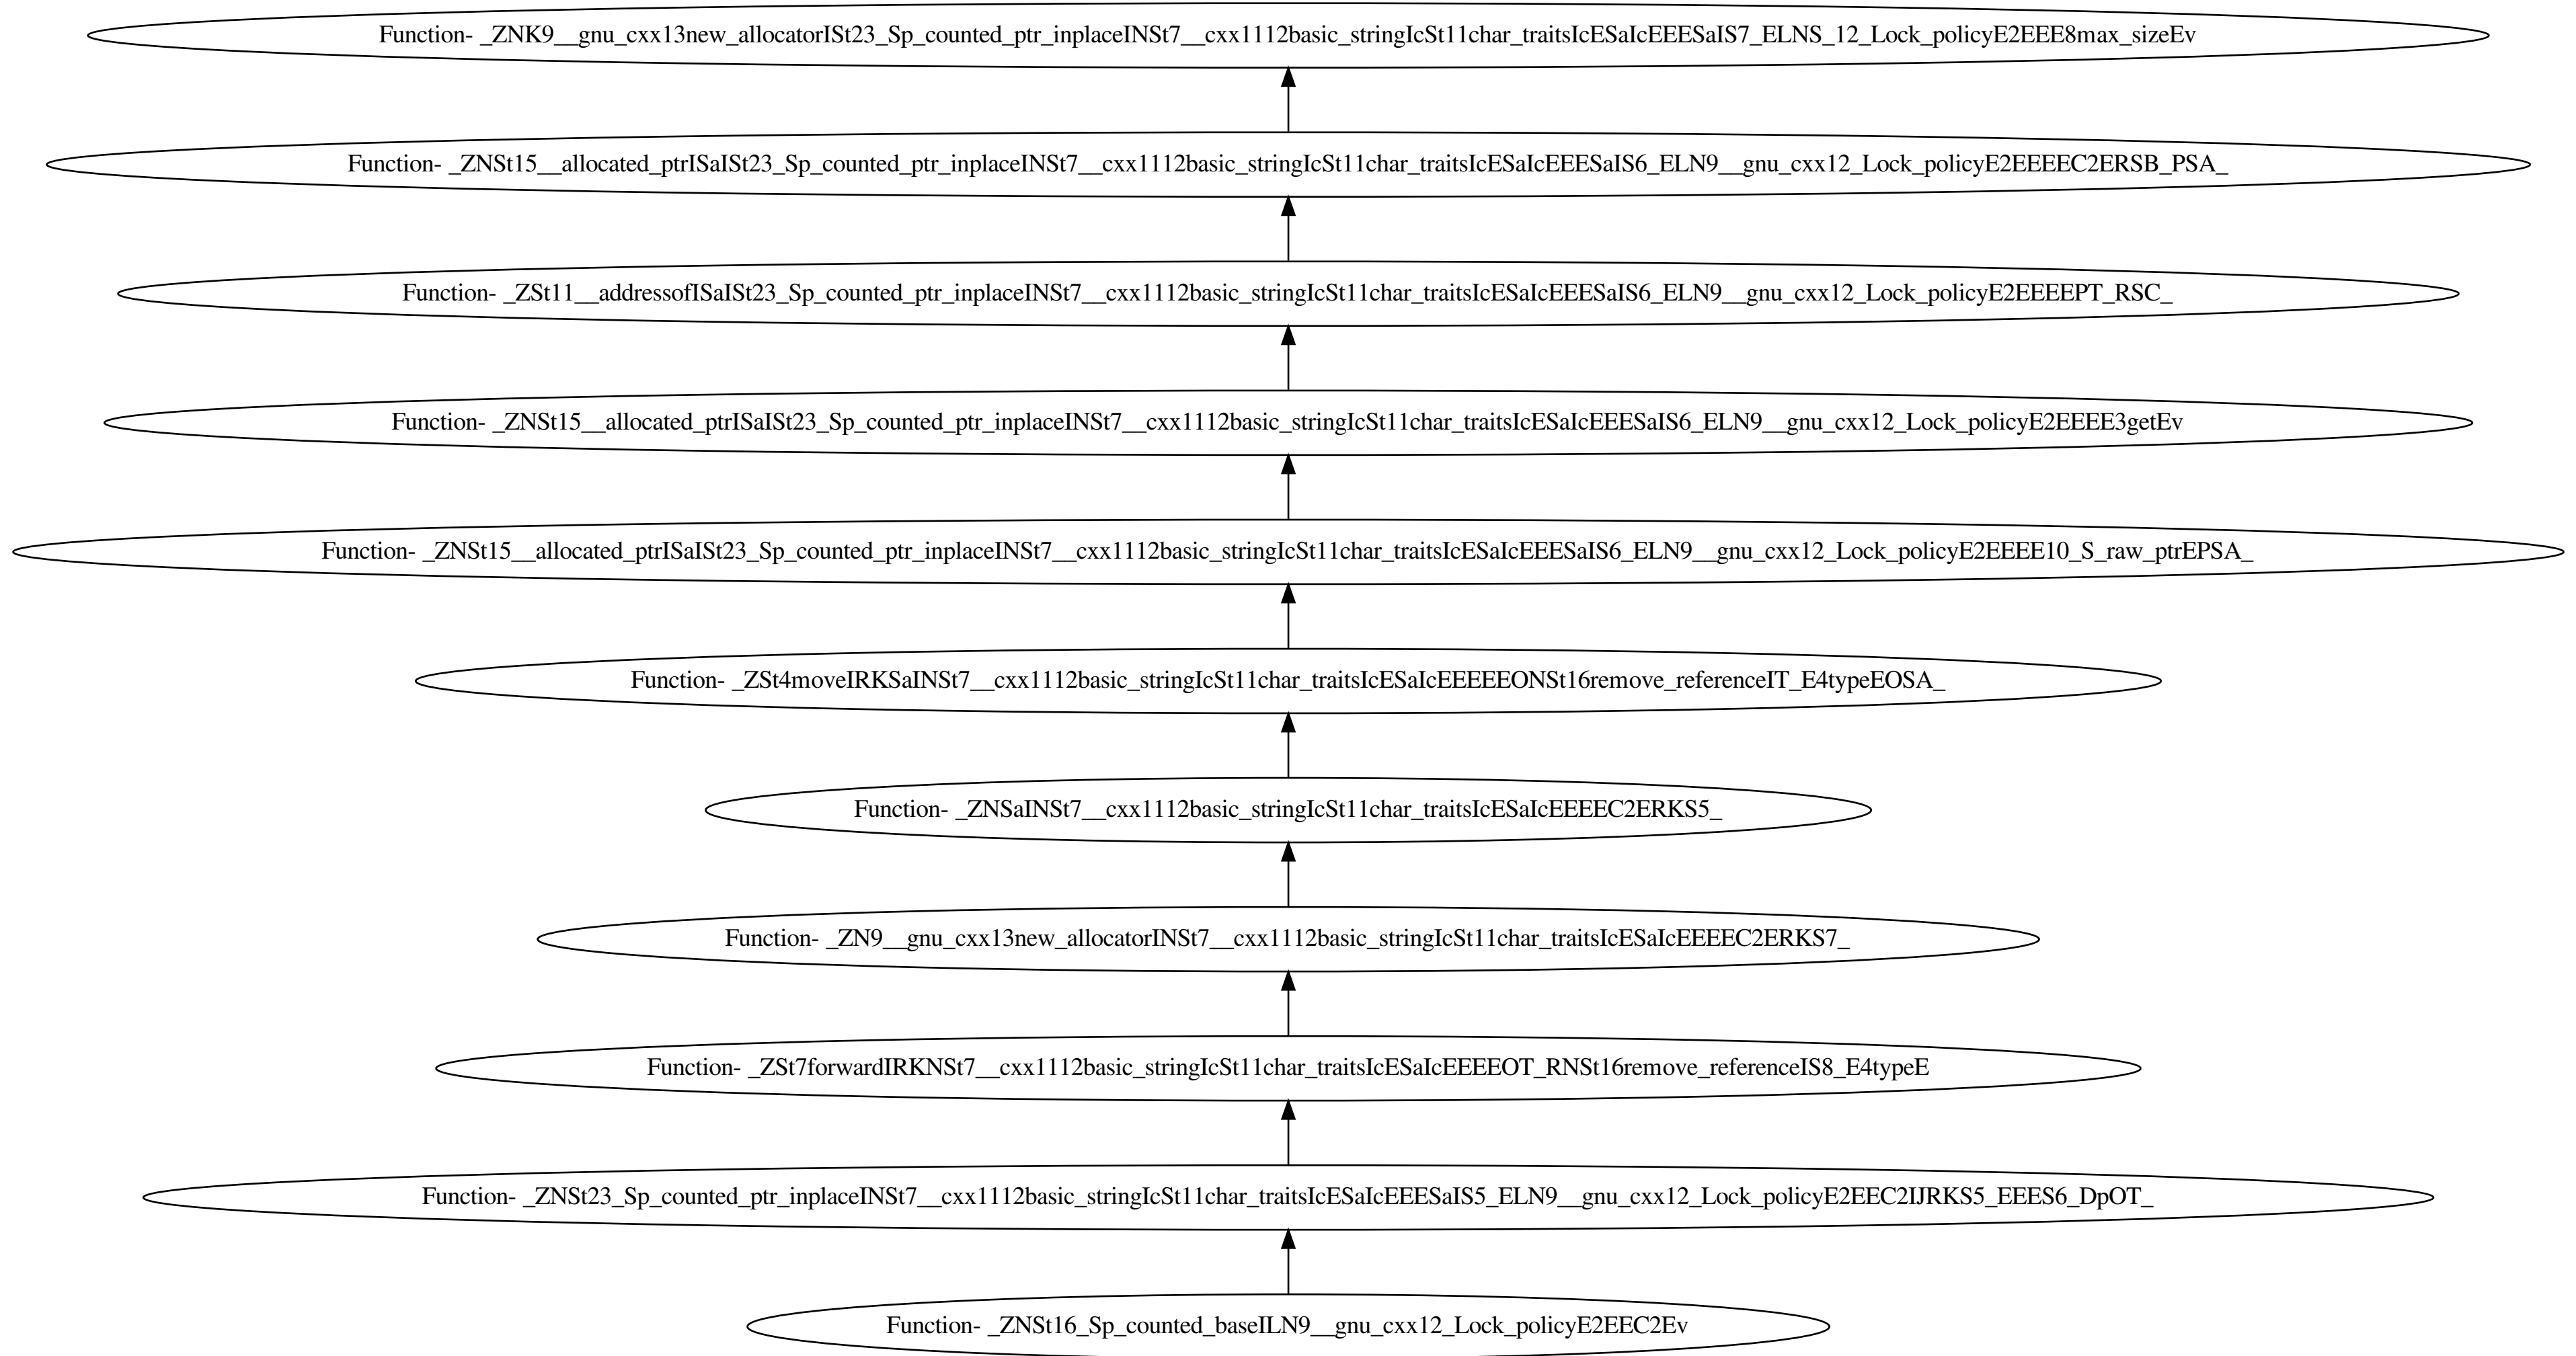 Function- _ZNK9__gnu_cxx13new_allocatorISt23_Sp_counted_ptr_inplaceINSt7__cxx1112basic_stringIcSt11char_traitsIcESaIcEEESaIS7_ELNS_12_Lock_policyE2EEE8max_sizeEv
Function- _ZNSt15__allocated_ptrISaISt23_Sp_counted_ptr_inplaceINSt7__cxx1112basic_stringIcSt11char_traitsIcESaIcEEESaIS6_ELN9__gnu_cxx12_Lock_policyE2EEEEC2ERSB_PSA_
Function- _ZSt11__addressofISaISt23_Sp_counted_ptr_inplaceINSt7__cxx1112basic_stringIcSt11char_traitsIcESaIcEEESaIS6_ELN9__gnu_cxx12_Lock_policyE2EEEEPT_RSC_
Function- _ZNSt15__allocated_ptrISaISt23_Sp_counted_ptr_inplaceINSt7__cxx1112basic_stringIcSt11char_traitsIcESaIcEEESaIS6_ELN9__gnu_cxx12_Lock_policyE2EEEE3getEv
Function- _ZNSt15__allocated_ptrISaISt23_Sp_counted_ptr_inplaceINSt7__cxx1112basic_stringIcSt11char_traitsIcESaIcEEESaIS6_ELN9__gnu_cxx12_Lock_policyE2EEEE10_S_raw_ptrEPSA_
Function- _ZSt4moveIRKSaINSt7__cxx1112basic_stringIcSt11char_traitsIcESaIcEEEEEONSt16remove_referenceIT_E4typeEOSA_
Function- _ZNSaINSt7__cxx1112basic_stringIcSt11char_traitsIcESaIcEEEEC2ERKS5_
Function- _ZN9__gnu_cxx13new_allocatorINSt7__cxx1112basic_stringIcSt11char_traitsIcESaIcEEEEC2ERKS7_
Function- _ZSt7forwardIRKNSt7__cxx1112basic_stringIcSt11char_traitsIcESaIcEEEEOT_RNSt16remove_referenceIS8_E4typeE
Function- _ZNSt23_Sp_counted_ptr_inplaceINSt7__cxx1112basic_stringIcSt11char_traitsIcESaIcEEESaIS5_ELN9__gnu_cxx12_Lock_policyE2EEC2IJRKS5_EEES6_DpOT_
Function- _ZNSt16_Sp_counted_baseILN9__gnu_cxx12_Lock_policyE2EEC2Ev